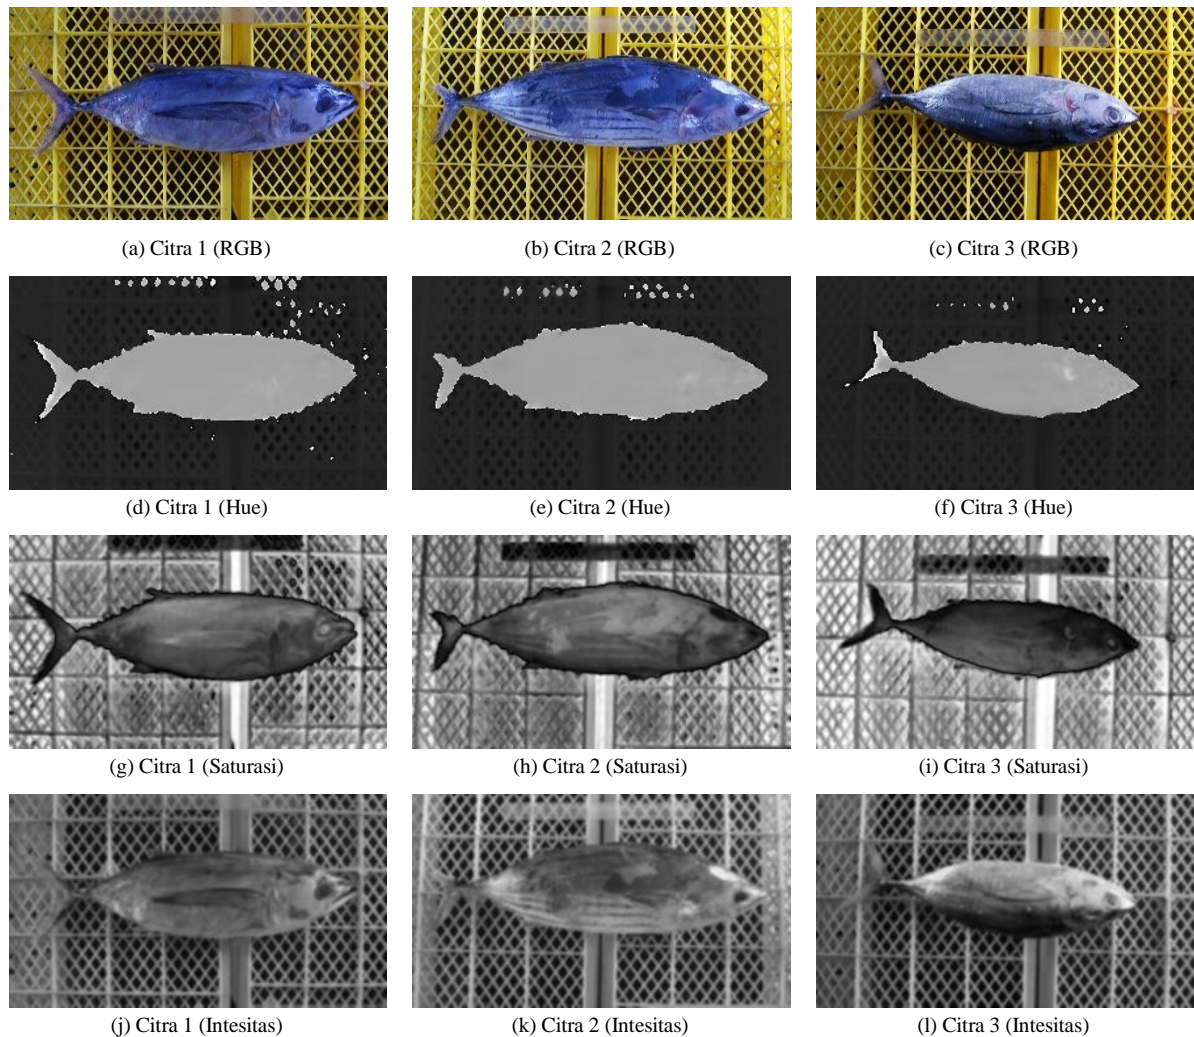 (a) Citra 1 (RGB)
(b) Citra 2 (RGB)
(c) Citra 3 (RGB)
(d) Citra 1 (Hue)
(e) Citra 2 (Hue)
(f) Citra 3 (Hue)
(g) Citra 1 (Saturasi)
(h) Citra 2 (Saturasi)
(i) Citra 3 (Saturasi)
(j) Citra 1 (Intesitas)
(k) Citra 2 (Intesitas)
(l) Citra 3 (Intesitas)